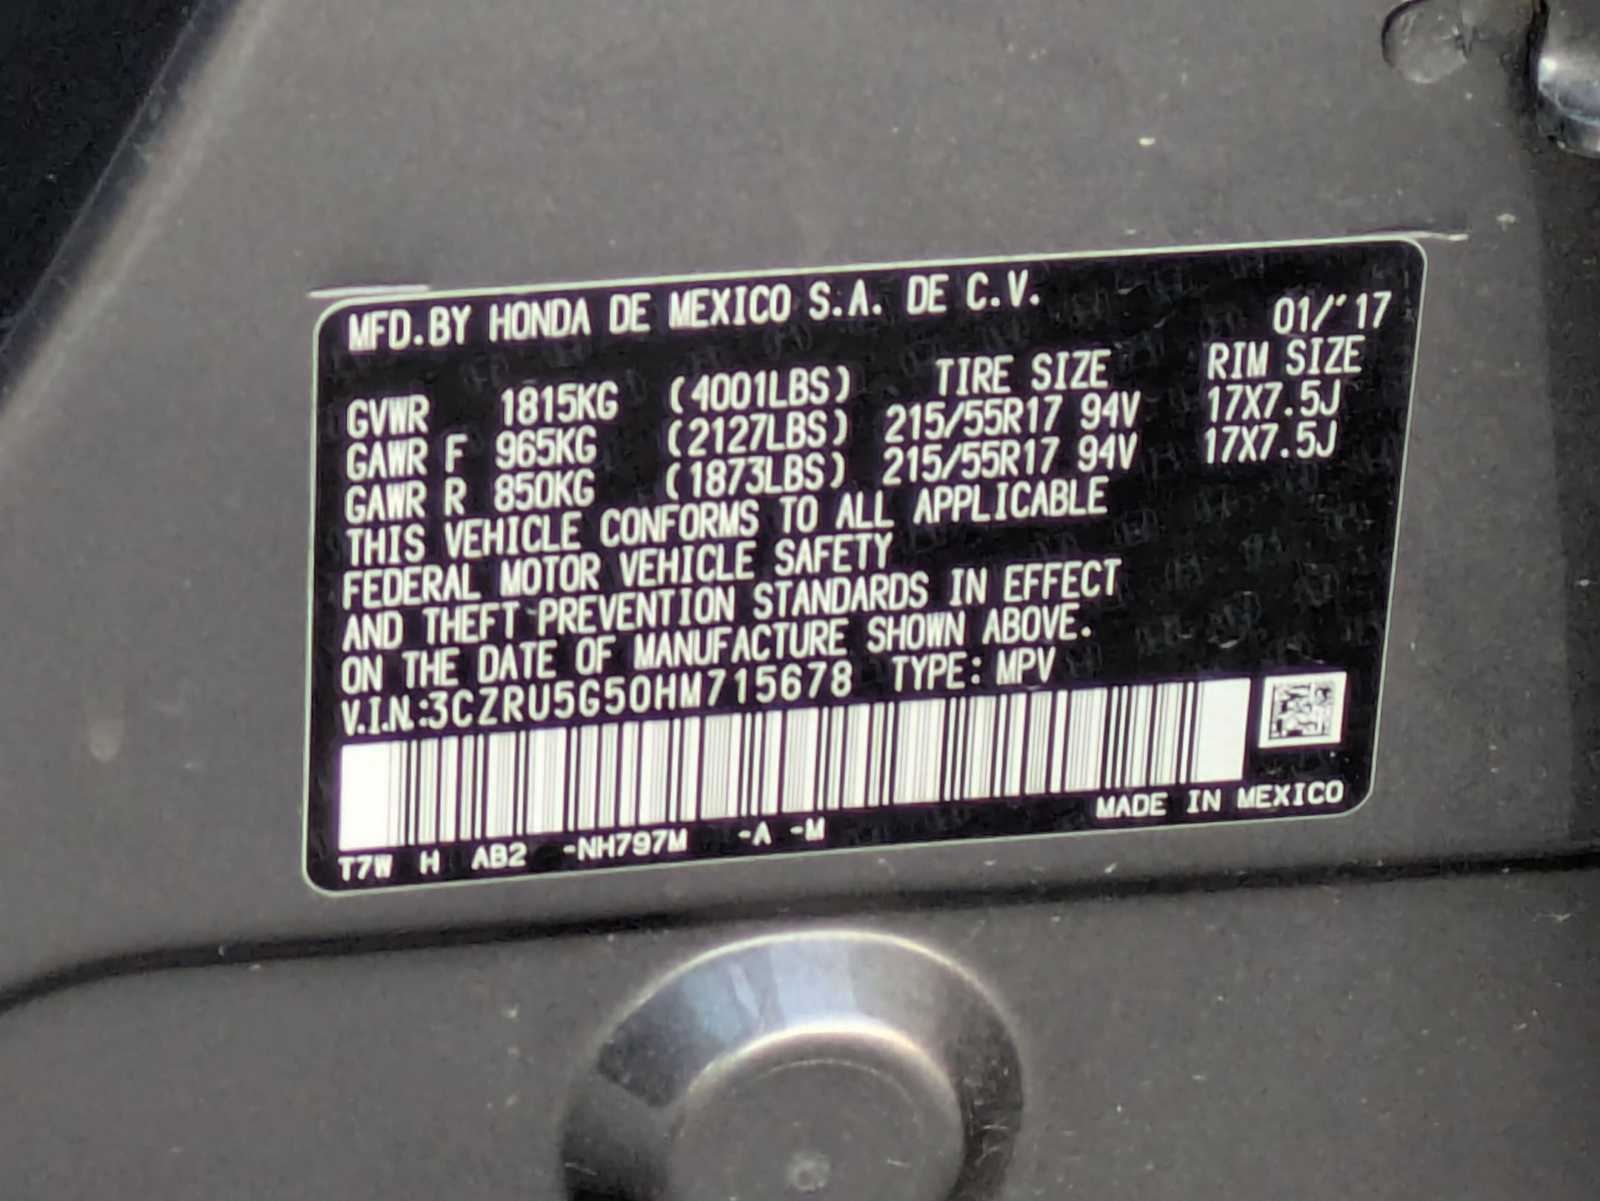 MFD.BY HONDA DE MEXICO S.A. DE C.V.
01/'17
TIRE SIZE RIM SIZE
GVWR 1815KG (4001LBS)
GAWR F 965KG (2127LBS) 215/55R17 94V 17X7.5J
GAWR R 850KG (1873LBS) 215/55R17 94V 17X7.5J
THIS VEHICLE CONFORMS TO ALL APPLICABLE
FEDERAL MOTOR VEHICLE SAFETY
AND THEFT PREVENTION STANDARDS IN EFFECT
ON THE DATE OF MANUFACTURE SHOWN ABOVE.
V.I.N.:3CZRU5G50HM715678 TYPE: MPV
MADE IN MEXICO
T7W H AB2 -NH797M -A -M